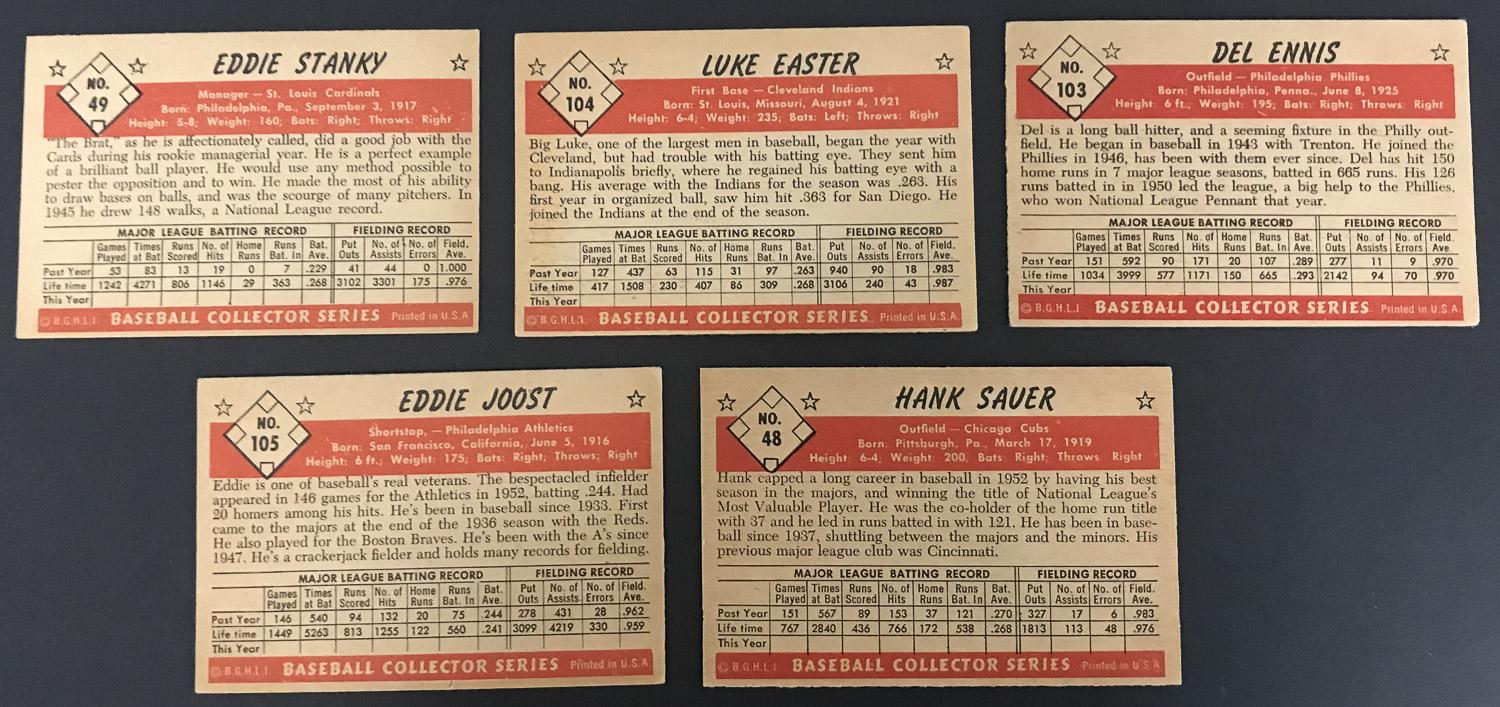 EDDIE STANKY
NO.
49
Manager — St. Louis Cardinals
Born: Philadelphia, Pa., September 3, 1917
Height: 5-8; Weight: 160; Bats: Right; Throws: Right
"The Brat," as he is affectionately called, did a good job with the
Cards during his rookie managerial year. He is a perfect example
of a brilliant ball player. He would use any method possible to
pester the opposition and to win. He made the most of his ability
to draw bases on balls, and was the scourge of many pitchers. In
1945 he drew 148 walks, a National League record.
MAJOR LEAGUE BATTING RECORD FIELDING RECORD
Games Times Runs No. of Home Runs Bat. Put No. of No. of Field.
Played at Bat Scored Hits Runs Bat. In Ave. Outs Assists Errors Ave.
Past Year 53 83 13 19 0 7 .229 41 44 0 1.000
Life time 1242 4271 806 1146 29 363 .268 3102 3301 175 .976
This Year
© B.G.H.L.I. BASEBALL COLLECTOR SERIES Printed in U.S.A
LUKE EASTER
NO.
104
First Base — Cleveland Indians
Born: St. Louis, Missouri, August 4, 1921
Height: 6-4; Weight: 235; Bats: Left; Throws: Right
Big Luke, one of the largest men in baseball, began the year with
Cleveland, but had trouble with his batting eye. They sent him
to Indianapolis briefly, where he regained his batting eye with a
bang. His average with the Indians for the season was .263. His
first year in organized ball, saw him hit .363 for San Diego. He
joined the Indians at the end of the season.
MAJOR LEAGUE BATTING RECORD FIELDING RECORD
Games Times Runs No. of Home Runs Bat. Put No. of No. of Field.
Played at Bat Scored Hits Runs Bat. In Ave. Outs Assists Errors Ave.
Past Year 127 437 63 115 31 97 .263 940 90 18 .983
Life time 417 1508 230 407 86 309 .268 3106 240 43 .987
This Year
© B.G.H.L.I. BASEBALL COLLECTOR SERIES Printed in U.S.A.
DEL ENNIS
NO.
103
Outfield — Philadelphia Phillies
Born: Philadelphia, Penna., June 8, 1925
Height: 6 ft.; Weight: 195; Bats: Right; Throws: Right
Del is a long ball hitter, and a seeming fixture in the Philly out-
field. He began in baseball in 1943 with Trenton. He joined the
Phillies in 1946, has been with them ever since. Del has hit 150
home runs in 7 major league seasons, batted in 665 runs. His 126
runs batted in in 1950 led the league, a big help to the Phillies,
who won National League Pennant that year.
MAJOR LEAGUE BATTING RECORD FIELDING RECORD
Games Times Runs No. of Home Runs Bat. Put No. of No. of Field.
Played at Bat Scored Hits Runs Bat. In Ave. Outs Assists Errors Ave.
Past Year 151 592 90 171 20 107 .289 277 11 9 .970
Life time 1034 3999 577 1171 150 665 .293 2142 94 70 .970
This Year
© B.G.H.L.I. BASEBALL COLLECTOR SERIES Printed in U.S.A.
EDDIE JOOST
NO.
105
Shortstop, — Philadelphia Athletics
Born: San Francisco, California, June 5, 1916
Height: 6 ft.; Weight: 175; Bats: Right; Throws; Right
Eddie is one of baseball's real veterans. The bespectacled infielder
appeared in 146 games for the Athletics in 1952, batting .244. Had
20 homers among his hits. He's been in baseball since 1933. First
came to the majors at the end of the 1936 season with the Reds.
He also played for the Boston Braves. He's been with the A's since
1947. He's a crackerjack fielder and holds many records for fielding.
MAJOR LEAGUE BATTING RECORD FIELDING RECORD
Games Times Runs No. of Home Runs Bat. Put No. of No. of Field.
Played at Bat Scored Hits Runs Bat. In Ave. Outs Assists Errors Ave.
Past Year 146 540 94 132 20 75 .244 278 431 28 .962
Life time 1449 5263 813 1255 122 560 .241 3099 4219 330 .959
This Year
© B.G.H.L.I. BASEBALL COLLECTOR SERIES Printed in U.S.A
HANK SAUER
NO.
48
Outfield — Chicago Cubs
Born: Pittsburgh, Pa., March 17, 1919
Height: 6-4; Weight: 200, Bats: Right; Throws: Right
Hank capped a long career in baseball in 1952 by having his best
season in the majors, and winning the title of National League's
Most Valuable Player. He was the co-holder of the home run title
with 37 and he led in runs batted in with 121. He has been in base-
ball since 1937, shuttling between the majors and the minors. His
previous major league club was Cincinnati.
MAJOR LEAGUE BATTING RECORD FIELDING RECORD
Games Times Runs No. of Home Runs Bat. Put No. of No. of Field.
Played at Bat Scored Hits Runs Bat. In Ave. Outs Assists Errors Ave.
Past Year 151 567 89 153 37 121 .270 327 17 6 .983
Life time 767 2840 436 766 172 538 .268 1813 113 48 .976
This Year
© B.G.H.L.I. BASEBALL COLLECTOR SERIES Printed in U.S.A